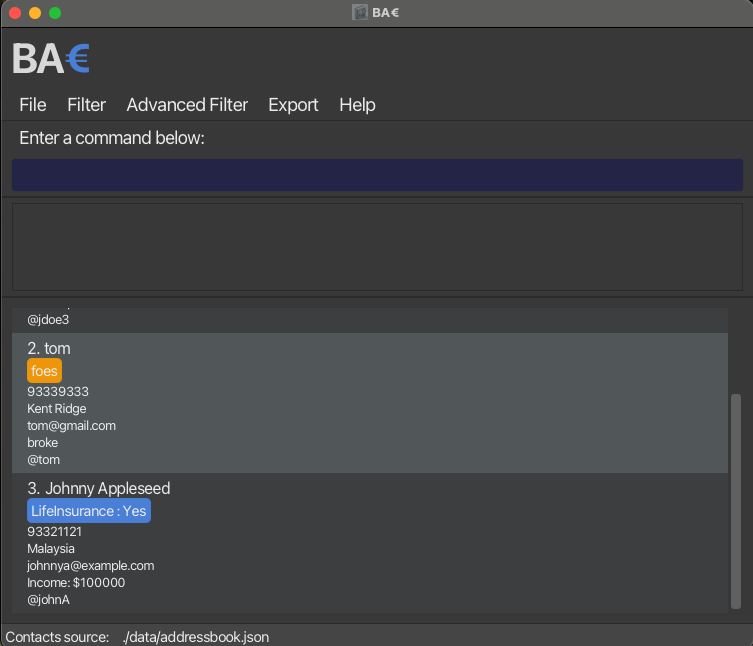 BA€
BA€
File Filter Advanced Filter Export Help
Enter a command below:
@jdoe3
2. tom
foes
93339333
Kent Ridge
tom@gmail.com
broke
@tom
3. Johnny Appleseed
LifeInsurance : Yes
93321121
Malaysia
johnnya@example.com
Income: $100000
@johnA
Contacts source: ./data/addressbook.json